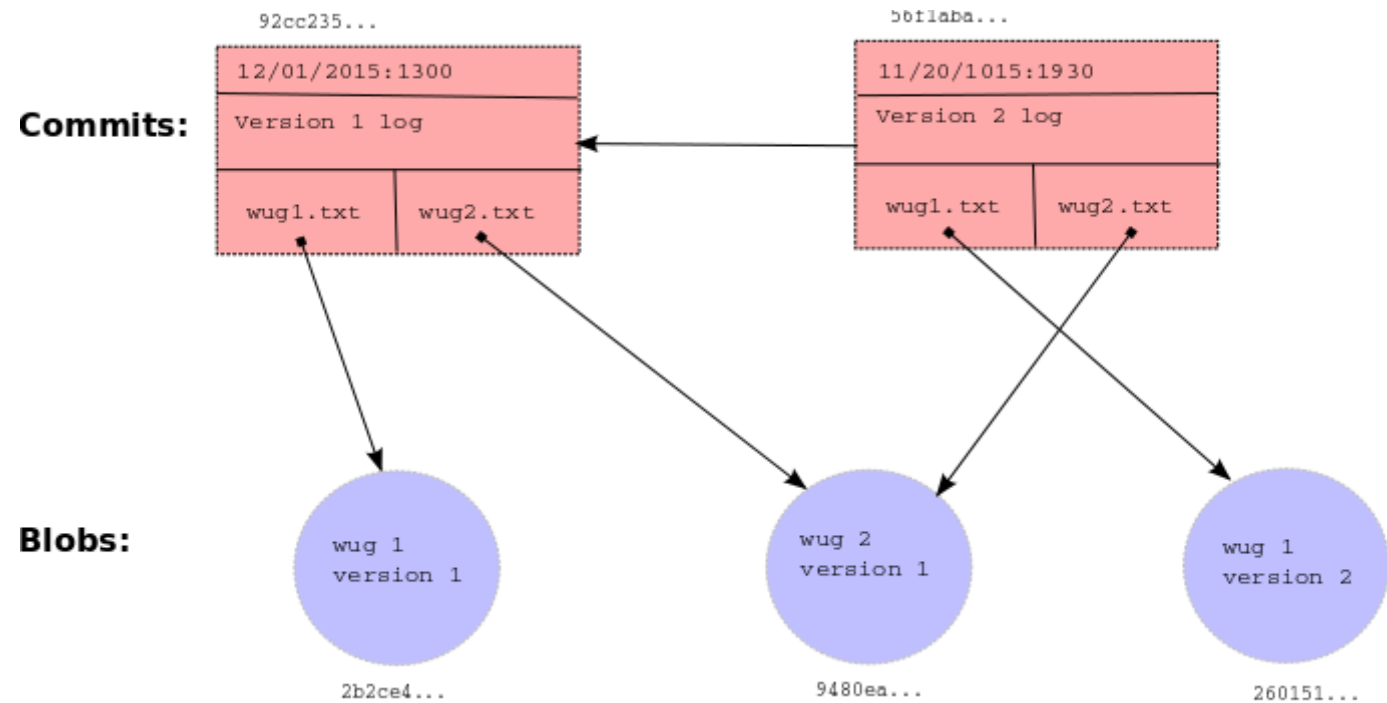 92cc235...
56f1aba...
12/01/2015:1300
11/20/1015:1930
Commits:
Version 1 log
Version 2 log
wug1.txt
wug2.txt
wug1.txt
wug2.txt
Blobs:
wug 1
version 1
wug 2
version 1
wug 1
version 2
2b2ce4...
9480ea...
260151...